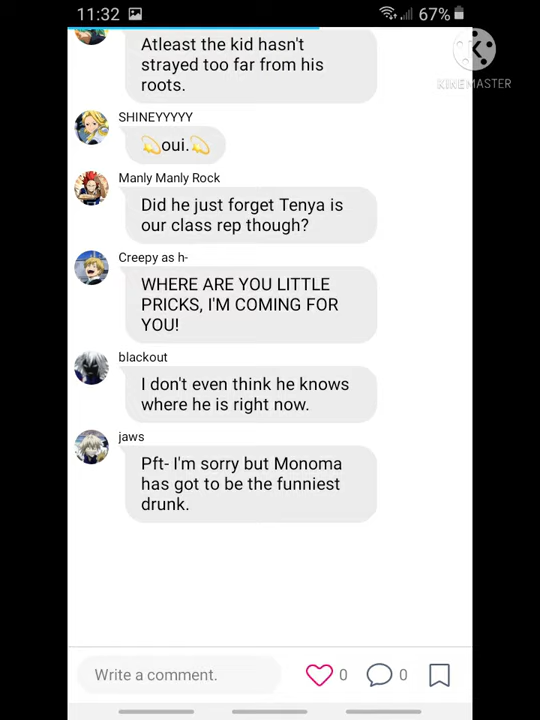 11:32
67%
KINEMASTER
Atleast the kid hasn't
strayed too far from his
roots.
SHINEYYYYY
💫oui.💫
Manly Manly Rock
Did he just forget Tenya is
our class rep though?
Creepy as h-
WHERE ARE YOU LITTLE
PRICKS, I'M COMING FOR
YOU!
blackout
I don't even think he knows
where he is right now.
jaws
Pft- I'm sorry but Monoma
has got to be the funniest
drunk.
Write a comment.
0
0